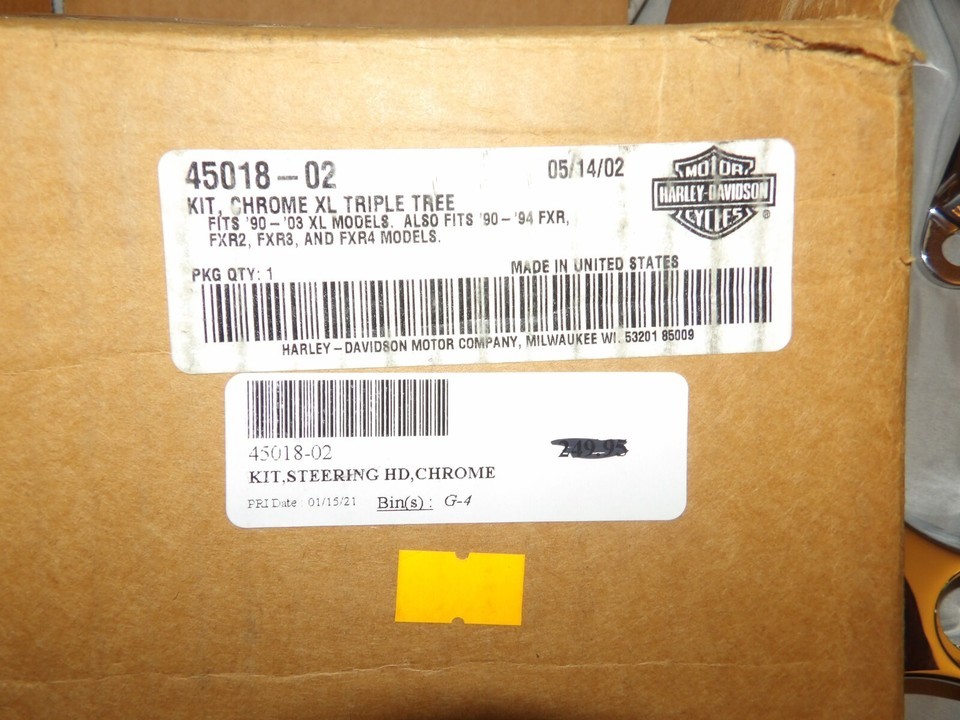 45018-02
05/14/02
MOTOR
HARLEY-DAVIDSON
CYCLES
®
KIT, CHROME XL TRIPLE TREE
FITS '90-'03 XL MODELS. ALSO FITS '90-'94 FXR,
FXR2, FXR3, AND FXR4 MODELS.
PKG QTY: 1
MADE IN UNITED STATES
HARLEY-DAVIDSON MOTOR COMPANY, MILWAUKEE WI. 53201 85009
45018-02
249.95
KIT,STEERING HD,CHROME
PRI Date : 01/15/21 Bin(s) : G-4